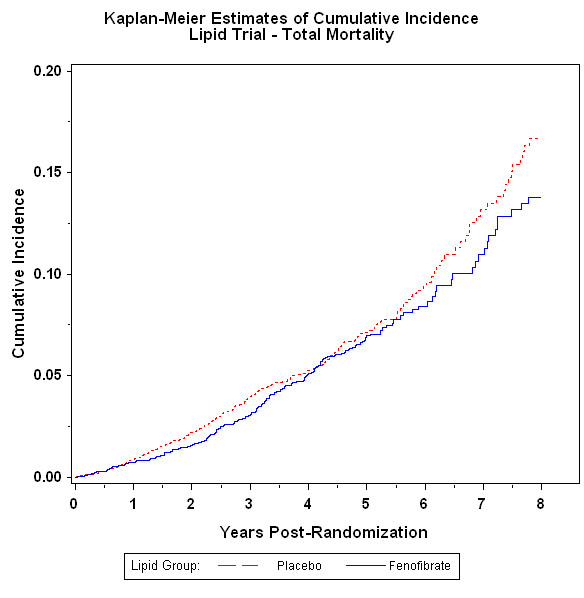 Kaplan-Meier Estimates of Cumulative Incidence
Lipid Trial - Total Mortality
0.20
0.15
0.10
0.05
0.00
Cumulative Incidence
0 1 2 3 4 5 6 7 8
Years Post-Randomization
Lipid Group: Placebo Fenofibrate